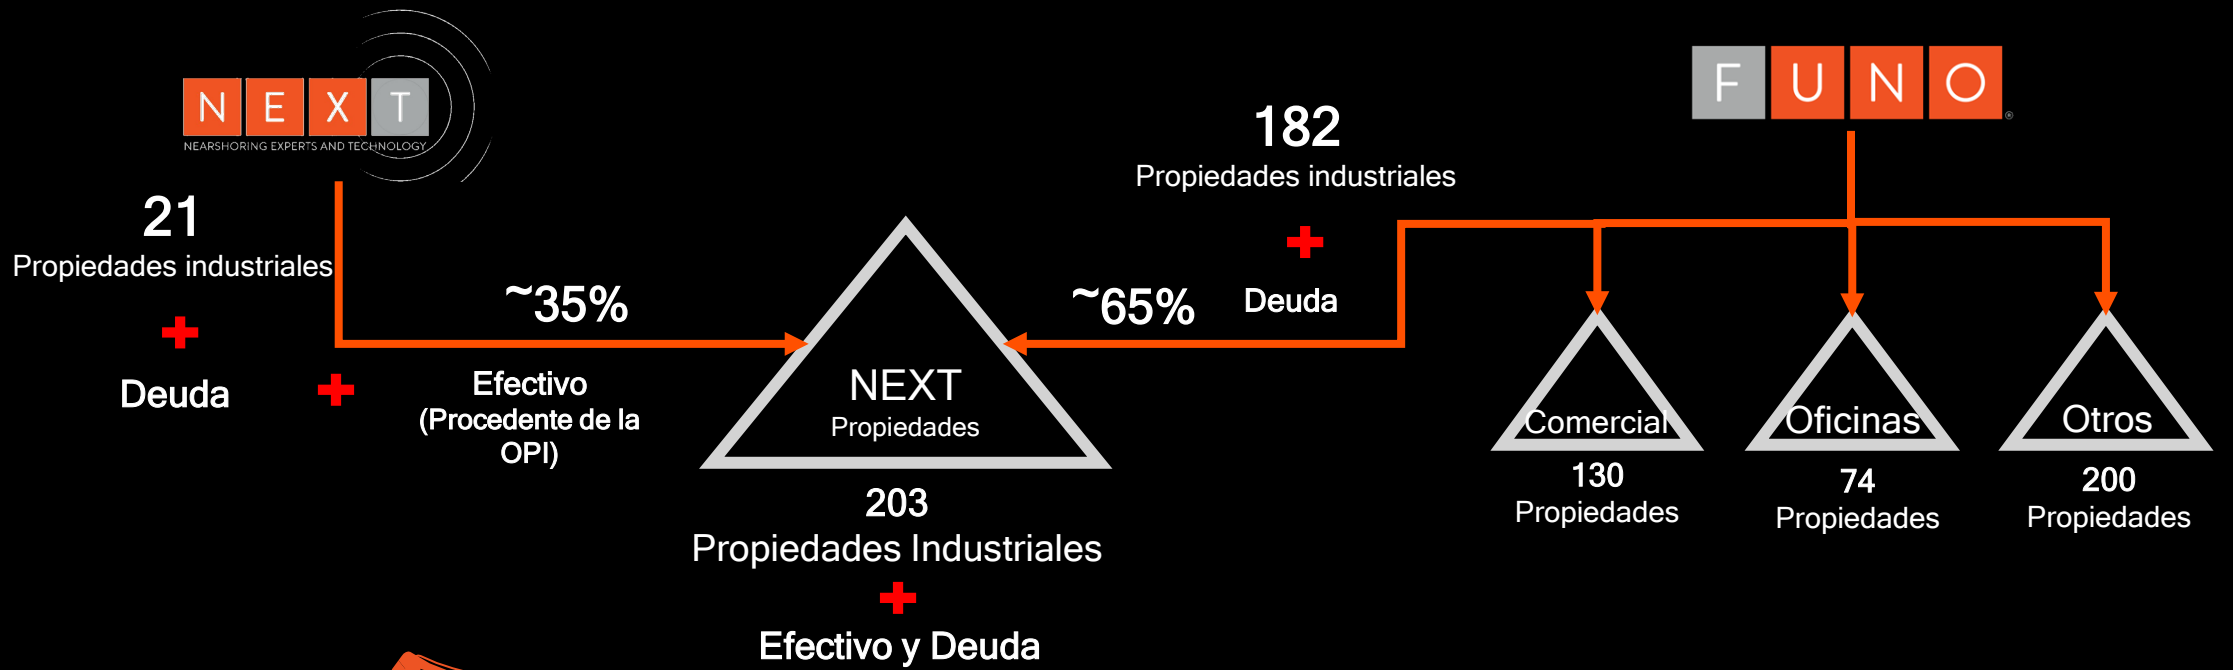 NEXT
NEARSHORING EXPERTS AND TECHNOLOGY
21
Propiedades industriales
Deuda
~35%
Efectivo
(Procedente de la
OPI)
NEXT
Propiedades
203
Propiedades Industriales
Efectivo y Deuda
182
Propiedades industriales
Deuda
~65%
FUNO®
Comercial
130
Propiedades
Oficinas
74
Propiedades
Otros
200
Propiedades